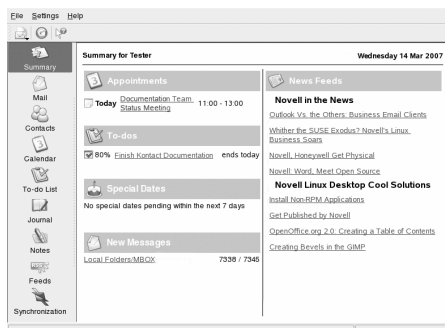 File Settings Help
Summary
Mail
Contacts
Calendar
To-do List
Journal
Notes
Feeds
Synchronization
Summary for Tester
Wednesday 14 Mar 2007
Appointments
Today Documentation Team 11:00 - 13:00
Status Meeting
To-dos
80% Finish Kontact Documentation ends today
Special Dates
No special dates pending within the next 7 days
New Messages
Local Folders/MBOX 7338 / 7345
News Feeds
Novell in the News
Outlook Vs. the Others: Business Email Clients
Whither the SUSE Exodus? Novell's Linux
Business Soars
Novell, Honeywell Get Physical
Novell: Word, Meet Open Source
Novell Linux Desktop Cool Solutions
Install Non-RPM Applications
Get Published by Novell
OpenOffice.org 2.0: Creating a Table of Contents
Creating Bevels in the GIMP